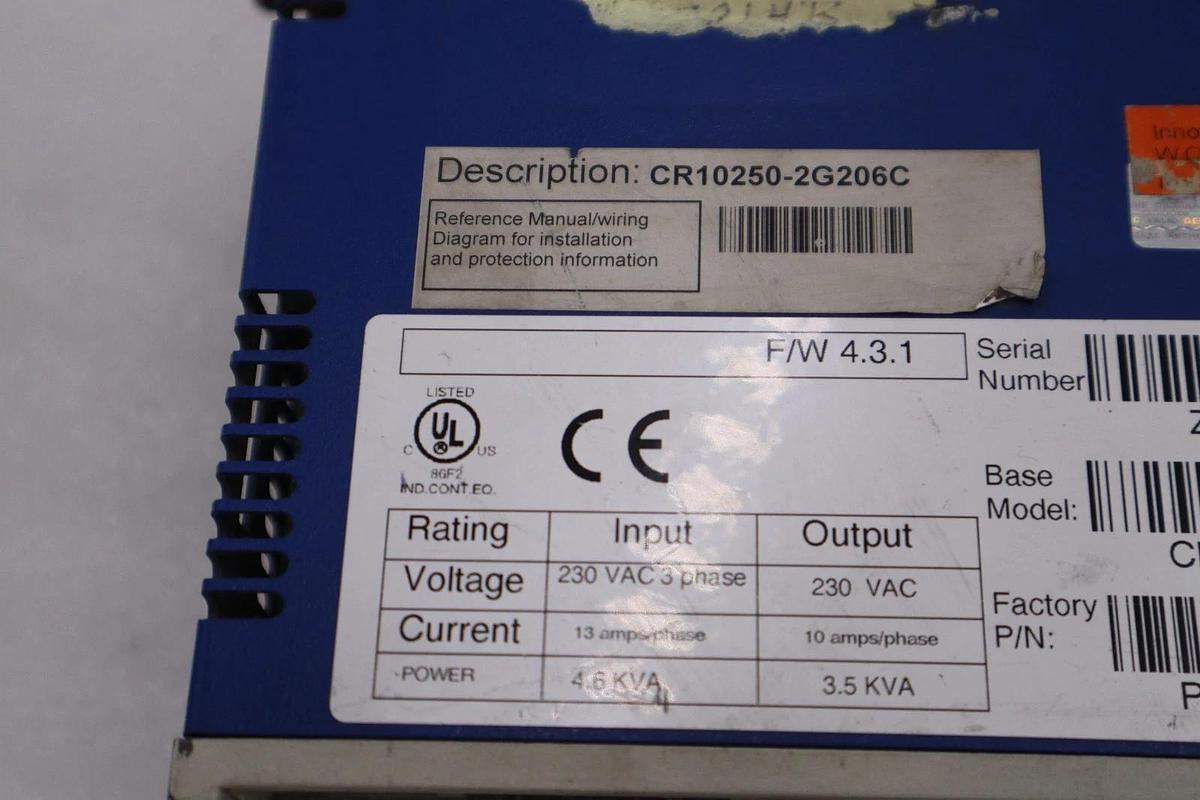 Description: CR10250-2G206C
Reference Manual/wiring
Diagram for installation
and protection information
F/W 4.3.1
Serial
Number
LISTED
UL
C US
8GF2
IND.CONT.EQ.
CE
Base
Model:
Rating Input Output
Voltage 230 VAC 3 phase 230 VAC
Current 13 amps/phase 10 amps/phase
POWER 4.6 KVA 3.5 KVA
Factory
P/N: